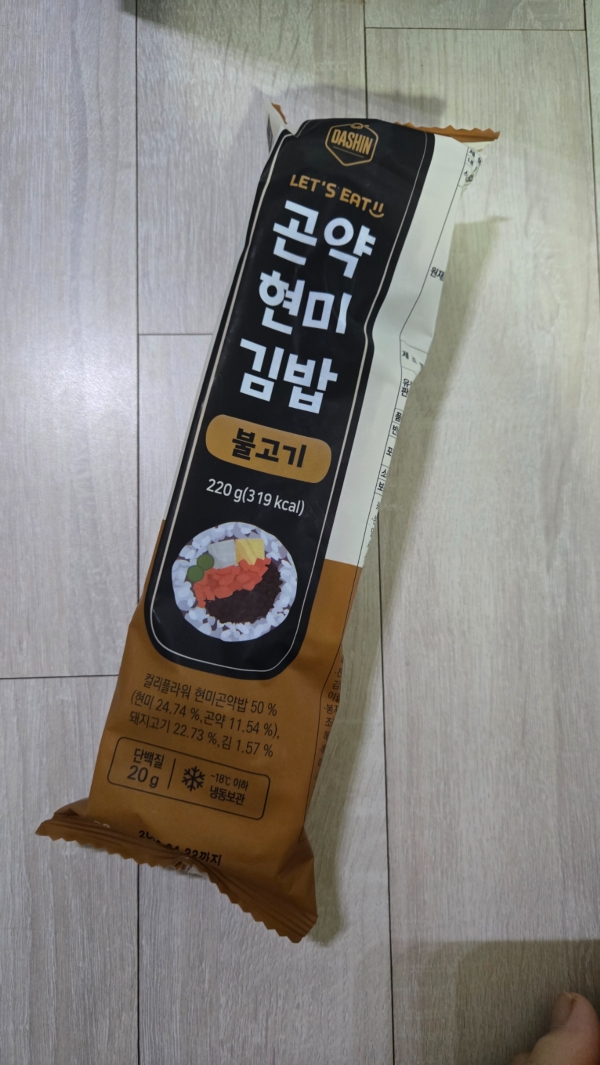 DASHIN
LET'S EAT!!
곤약
현미
김밥
불고기
220 g(319 kcal)
컬리플라워 현미곤약밥 50 %
(현미 24.74 %,곤약 11.54 %),
돼지고기 22.73 %,김 1.57 %
단백질
20 g
-18℃ 이하
냉동보관
원재